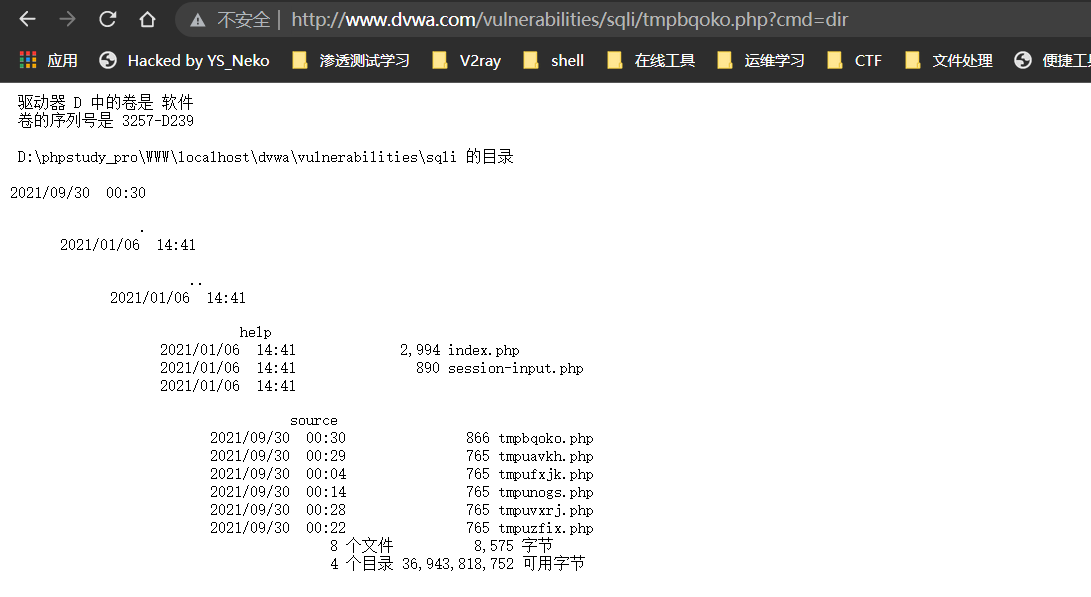 不安全 | http://www.dvwa.com/vulnerabilities/sqli/tmpbqoko.php?cmd=dir
应用 Hacked by YS_Neko 渗透测试学习 V2ray shell 在线工具 运维学习 CTF 文件处理 便捷工
驱动器 D 中的卷是 软件
卷的序列号是 3257-D239
D:\phpstudy_pro\WWW\localhost\dvwa\vulnerabilities\sqli 的目录
2021/09/30 00:30
.
2021/01/06 14:41
..
2021/01/06 14:41
help
2021/01/06 14:41 2,994 index.php
2021/01/06 14:41 890 session-input.php
2021/01/06 14:41
source
2021/09/30 00:30 866 tmpbqoko.php
2021/09/30 00:29 765 tmpuavkh.php
2021/09/30 00:04 765 tmpufxjk.php
2021/09/30 00:14 765 tmpunogs.php
2021/09/30 00:28 765 tmpuvxrj.php
2021/09/30 00:22 765 tmpuzfix.php
8 个文件 8,575 字节
4 个目录 36,943,818,752 可用字节